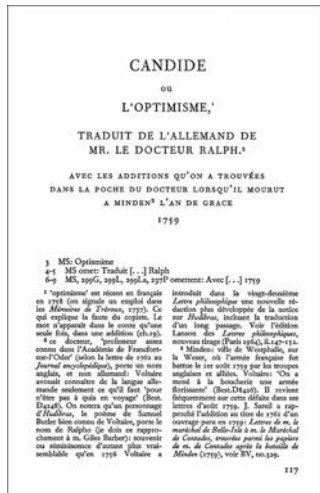 CANDIDE
ou
L'OPTIMISME,¹
TRADUIT DE L'ALLEMAND DE
MR. LE DOCTEUR RALPH.²
AVEC LES ADDITIONS QU'ON A TROUVÉES
DANS LA POCHE DU DOCTEUR LORSQU'IL MOURUT
A MINDEN³ L'AN DE GRACE
1759
3 MS: Optismime
4-5 MS omet: Traduit [...] Ralph
6-9 MS, 59G, 299L, 299La, 237P omettent: Avec [...] 1759
1 'optimisme' est récent en français
en 1758 (on signale un emploi dans
les Mémoires de Trévoux, 1737). Ce
qui explique la faute du copiste. Le
mot n'apparaît dans le conte qu'une
seule fois, dans une addition (ch.19).
2 ce docteur, 'professeur assez
connu dans l'Académie de Francfort-
sur-l'Oder' (selon la lettre de 1762 au
Journal encyclopédique), porte un nom
anglais, et non allemand: Voltaire
avouait connaître de la langue alle-
mande seulement ce qu'il faut 'pour
n'être pas à quia en voyage' (Best.
D4248). On notera qu'un personnage
d'Hudibras, le poème de Samuel
Butler bien connu de Voltaire, porte le
nom de Ralpho (je dois ce rappro-
chement à m. Giles Barber): souvenir
ou réminiscence d'autant plus vrai-
semblable qu'en 1756 Voltaire a
introduit dans la vingt-deuxième
Lettre philosophique une nouvelle ré-
daction plus développée de la notice
sur Hudibras, incluant la traduction
d'un long passage. Voir l'édition
Lanson des Lettres philosophiques,
nouveau tirage (Paris 1964), ii.147-152.
3 Minden: ville de Westphalie, sur
la Weser, où l'armée française fut
battue le 1er août 1759 par les troupes
anglaises et alliées. Voltaire: 'On a
mené à la boucherie une armée
florissante' (Best.D8406). Il revient
fréquemment sur cette défaite dans ses
lettres d'août 1759. J. Sareil a rap-
proché l'addition au titre de 1761 d'un
ouvrage paru en 1759: Lettres de m. le
maréchal de Belle-Isle à m. le Maréchal
de Contades, trouvées parmi les papiers
de m. de Contades après la bataille de
Minden (1759), voir BV, no.329.
117